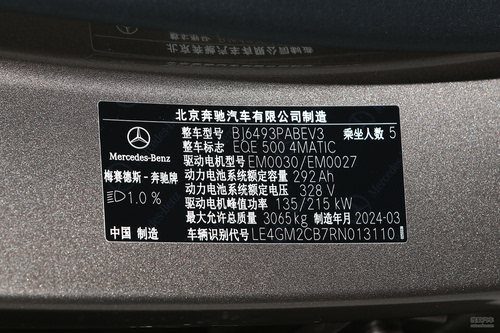 北京奔驰汽车有限公司制造
整车型号 BJ6493PABEV3 乘坐人数 5
整车标志 EQE 500 4MATIC
Mercedes-Benz
驱动电机型号 EM0030/EM0027
动力电池系统额定容量 292Ah
梅赛德斯-奔驰牌
动力电池系统额定电压 328 V
1.0 %
驱动电机峰值功率 135/215 kW
最大允许总质量 3065kg 制造年月 2024-03
中国 制造 车辆识别代号 LE4GM2CB7RN013110